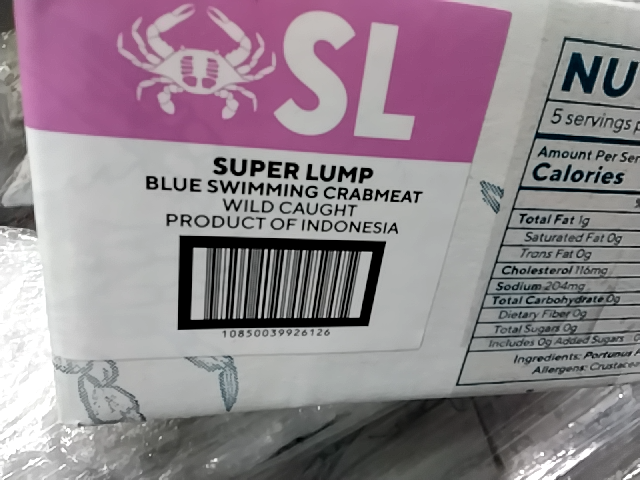 SL
SUPER LUMP
BLUE SWIMMING CRABMEAT
WILD CAUGHT
PRODUCT OF INDONESIA
10850039926126
NU
5 servings p
Amount Per Ser
Calories
Total Fat 1g
Saturated Fat 0g
Trans Fat 0g
Cholesterol 116mg
Sodium 204mg
Total Carbohydrate 0g
Dietary Fiber 0g
Total Sugars 0g
Includes 0g Added Sugars
Ingredients: Portunus
Allergens: Crustacea